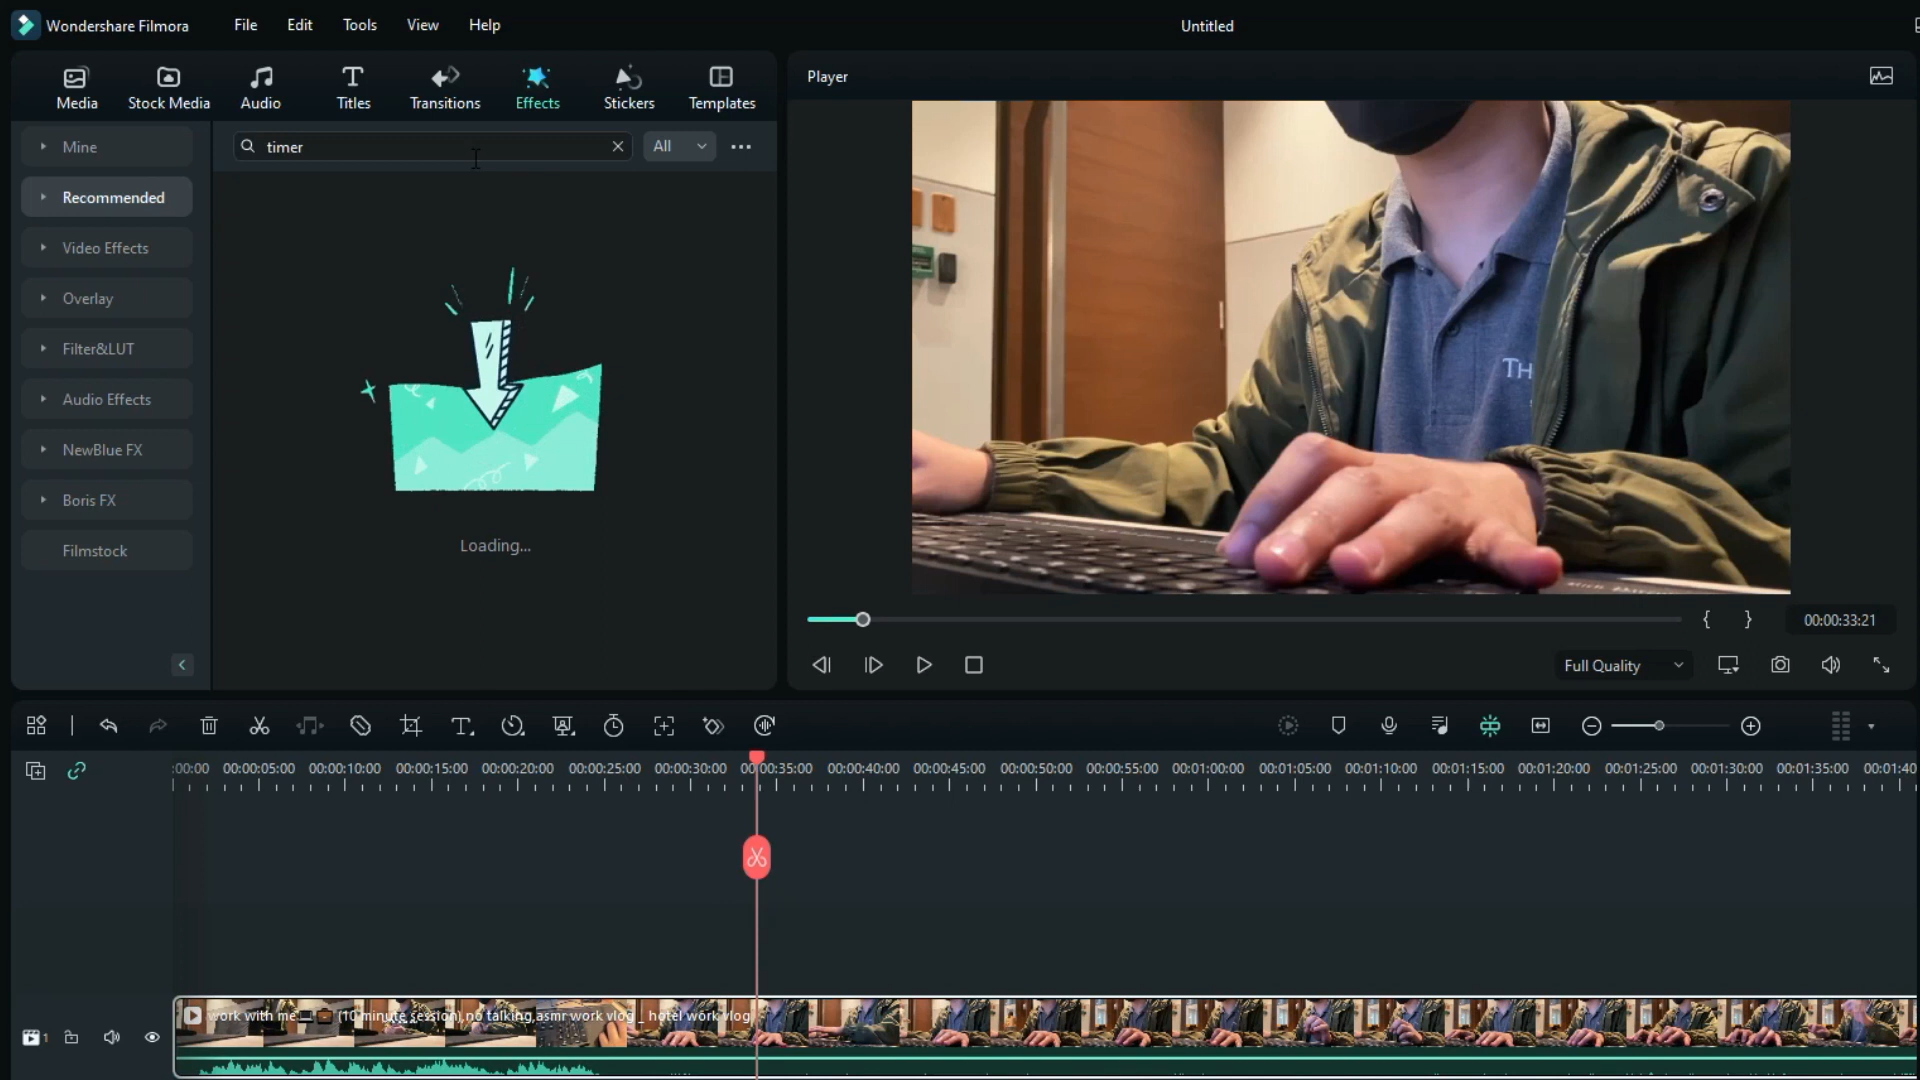 Wondershare Filmora File Edit Tools View Help Untitled
Media Stock Media Audio Titles Transitions Effects Stickers Templates
Player
timer
All
Mine
Recommended
Video Effects
Overlay
Filter&LUT
Audio Effects
NewBlue FX
Boris FX
Filmstock
Loading...
TH
00:00:33:21
Full Quality
:00:00 00:00:05:00 00:00:10:00 00:00:15:00 00:00:20:00 00:00:25:00 00:00:30:00 00:00:35:00 00:00:40:00 00:00:45:00 00:00:50:00 00:00:55:00 00:01:00:00 00:01:05:00 00:01:10:00 00:01:15:00 00:01:20:00 00:01:25:00 00:01:30:00 00:01:35:00 00:01:40
work with me💻 💼 (10 minute session),no talking,asmr work vlog _ hotel work vlog
1